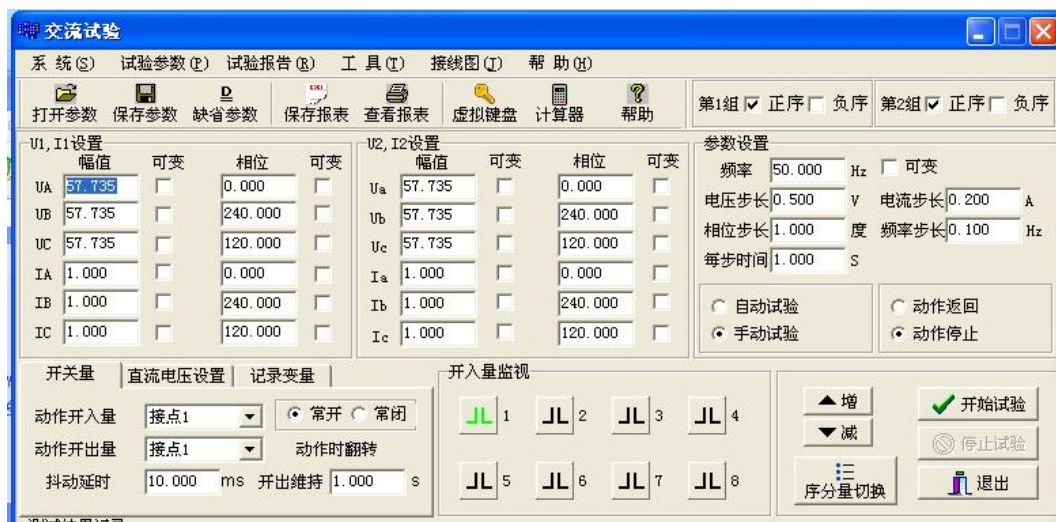 交流试验
系 统(S) 试验参数(P) 试验报告(R) 工 具(T) 接线图(J) 帮 助(H)
打开参数 保存参数 缺省参数 保存报表 查看报表 虚拟键盘 计算器 帮助
第1组 正序 负序 第2组 正序 负序
U1,I1设置
幅值 可变 相位 可变
UA 57.735 0.000
UB 57.735 240.000
UC 57.735 120.000
IA 1.000 0.000
IB 1.000 240.000
IC 1.000 120.000
U2,I2设置
幅值 可变 相位 可变
Ua 57.735 0.000
Ub 57.735 240.000
Uc 57.735 120.000
Ia 1.000 0.000
Ib 1.000 240.000
Ic 1.000 120.000
参数设置
频率 50.000 Hz 可变
电压步长 0.500 V 电流步长 0.200 A
相位步长 1.000 度 频率步长 0.100 Hz
每步时间 1.000 S
自动试验
手动试验
动作返回
动作停止
开关量 直流电压设置 记录变量
动作开入量 接点1 常开 常闭
动作开出量 接点1 动作时翻转
抖动延时 10.000 ms 开出维持 1.000 s
开入量监视
1 2 3 4
5 6 7 8
增
减
序分量切换
开始试验
停止试验
退出